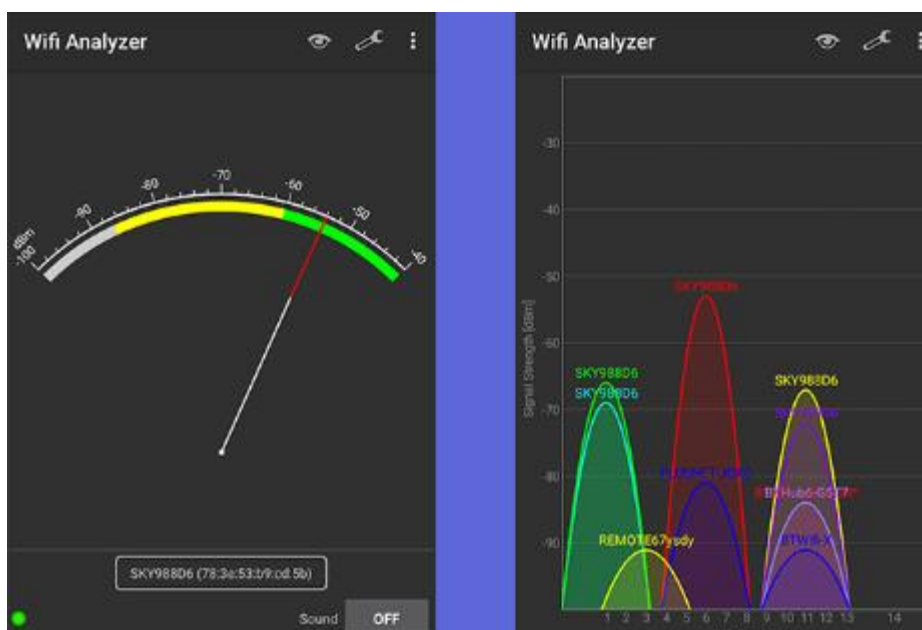 Wifi Analyzer
-100 -90 -80 -70 -60 -50 -40
dBm
SKY988D6 (78:3e:53:b9:cd:5b)
Sound OFF
Wifi Analyzer
Signal Strength [dBm]
-30
-40
-50
SKY988D6
-60
SKY988D6
SKY988D6
SKY988D6
-70
-80
-90
REMOTE67ysdy
BTWifi-X
1 2 3 4 5 6 7 8 9 10 11 12 13 14